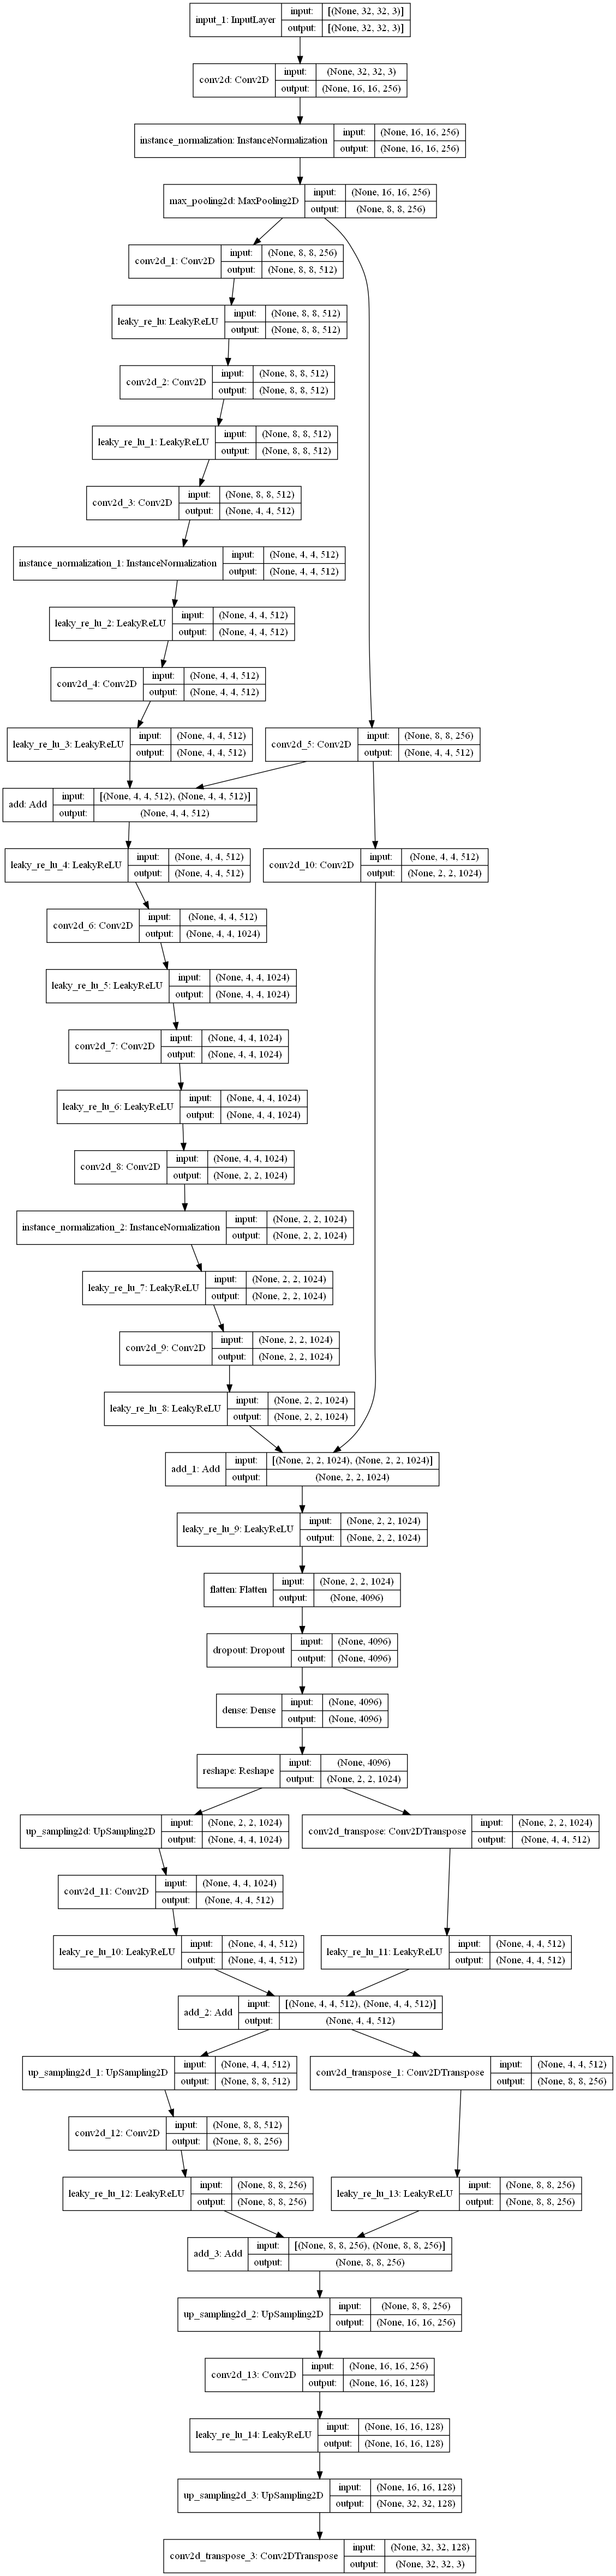 input_1: InputLayer input: [(None, 32, 32, 3)]
output: [(None, 32, 32, 3)]
conv2d: Conv2D input: (None, 32, 32, 3)
output: (None, 16, 16, 256)
instance_normalization: InstanceNormalization input: (None, 16, 16, 256)
output: (None, 16, 16, 256)
max_pooling2d: MaxPooling2D input: (None, 16, 16, 256)
output: (None, 8, 8, 256)
conv2d_1: Conv2D input: (None, 8, 8, 256)
output: (None, 8, 8, 512)
leaky_re_lu: LeakyReLU input: (None, 8, 8, 512)
output: (None, 8, 8, 512)
conv2d_2: Conv2D input: (None, 8, 8, 512)
output: (None, 8, 8, 512)
leaky_re_lu_1: LeakyReLU input: (None, 8, 8, 512)
output: (None, 8, 8, 512)
conv2d_3: Conv2D input: (None, 8, 8, 512)
output: (None, 4, 4, 512)
instance_normalization_1: InstanceNormalization input: (None, 4, 4, 512)
output: (None, 4, 4, 512)
leaky_re_lu_2: LeakyReLU input: (None, 4, 4, 512)
output: (None, 4, 4, 512)
conv2d_4: Conv2D input: (None, 4, 4, 512)
output: (None, 4, 4, 512)
leaky_re_lu_3: LeakyReLU input: (None, 4, 4, 512)
output: (None, 4, 4, 512)
conv2d_5: Conv2D input: (None, 8, 8, 256)
output: (None, 4, 4, 512)
add: Add input: [(None, 4, 4, 512), (None, 4, 4, 512)]
output: (None, 4, 4, 512)
leaky_re_lu_4: LeakyReLU input: (None, 4, 4, 512)
output: (None, 4, 4, 512)
conv2d_10: Conv2D input: (None, 4, 4, 512)
output: (None, 2, 2, 1024)
conv2d_6: Conv2D input: (None, 4, 4, 512)
output: (None, 4, 4, 1024)
leaky_re_lu_5: LeakyReLU input: (None, 4, 4, 1024)
output: (None, 4, 4, 1024)
conv2d_7: Conv2D input: (None, 4, 4, 1024)
output: (None, 4, 4, 1024)
leaky_re_lu_6: LeakyReLU input: (None, 4, 4, 1024)
output: (None, 4, 4, 1024)
conv2d_8: Conv2D input: (None, 4, 4, 1024)
output: (None, 2, 2, 1024)
instance_normalization_2: InstanceNormalization input: (None, 2, 2, 1024)
output: (None, 2, 2, 1024)
leaky_re_lu_7: LeakyReLU input: (None, 2, 2, 1024)
output: (None, 2, 2, 1024)
conv2d_9: Conv2D input: (None, 2, 2, 1024)
output: (None, 2, 2, 1024)
leaky_re_lu_8: LeakyReLU input: (None, 2, 2, 1024)
output: (None, 2, 2, 1024)
add_1: Add input: [(None, 2, 2, 1024), (None, 2, 2, 1024)]
output: (None, 2, 2, 1024)
leaky_re_lu_9: LeakyReLU input: (None, 2, 2, 1024)
output: (None, 2, 2, 1024)
flatten: Flatten input: (None, 2, 2, 1024)
output: (None, 4096)
dropout: Dropout input: (None, 4096)
output: (None, 4096)
dense: Dense input: (None, 4096)
output: (None, 4096)
reshape: Reshape input: (None, 4096)
output: (None, 2, 2, 1024)
up_sampling2d: UpSampling2D input: (None, 2, 2, 1024)
output: (None, 4, 4, 1024)
conv2d_transpose: Conv2DTranspose input: (None, 2, 2, 1024)
output: (None, 4, 4, 512)
conv2d_11: Conv2D input: (None, 4, 4, 1024)
output: (None, 4, 4, 512)
leaky_re_lu_10: LeakyReLU input: (None, 4, 4, 512)
output: (None, 4, 4, 512)
leaky_re_lu_11: LeakyReLU input: (None, 4, 4, 512)
output: (None, 4, 4, 512)
add_2: Add input: [(None, 4, 4, 512), (None, 4, 4, 512)]
output: (None, 4, 4, 512)
up_sampling2d_1: UpSampling2D input: (None, 4, 4, 512)
output: (None, 8, 8, 512)
conv2d_transpose_1: Conv2DTranspose input: (None, 4, 4, 512)
output: (None, 8, 8, 256)
conv2d_12: Conv2D input: (None, 8, 8, 512)
output: (None, 8, 8, 256)
leaky_re_lu_12: LeakyReLU input: (None, 8, 8, 256)
output: (None, 8, 8, 256)
leaky_re_lu_13: LeakyReLU input: (None, 8, 8, 256)
output: (None, 8, 8, 256)
add_3: Add input: [(None, 8, 8, 256), (None, 8, 8, 256)]
output: (None, 8, 8, 256)
up_sampling2d_2: UpSampling2D input: (None, 8, 8, 256)
output: (None, 16, 16, 256)
conv2d_13: Conv2D input: (None, 16, 16, 256)
output: (None, 16, 16, 128)
leaky_re_lu_14: LeakyReLU input: (None, 16, 16, 128)
output: (None, 16, 16, 128)
up_sampling2d_3: UpSampling2D input: (None, 16, 16, 128)
output: (None, 32, 32, 128)
conv2d_transpose_3: Conv2DTranspose input: (None, 32, 32, 128)
output: (None, 32, 32, 3)